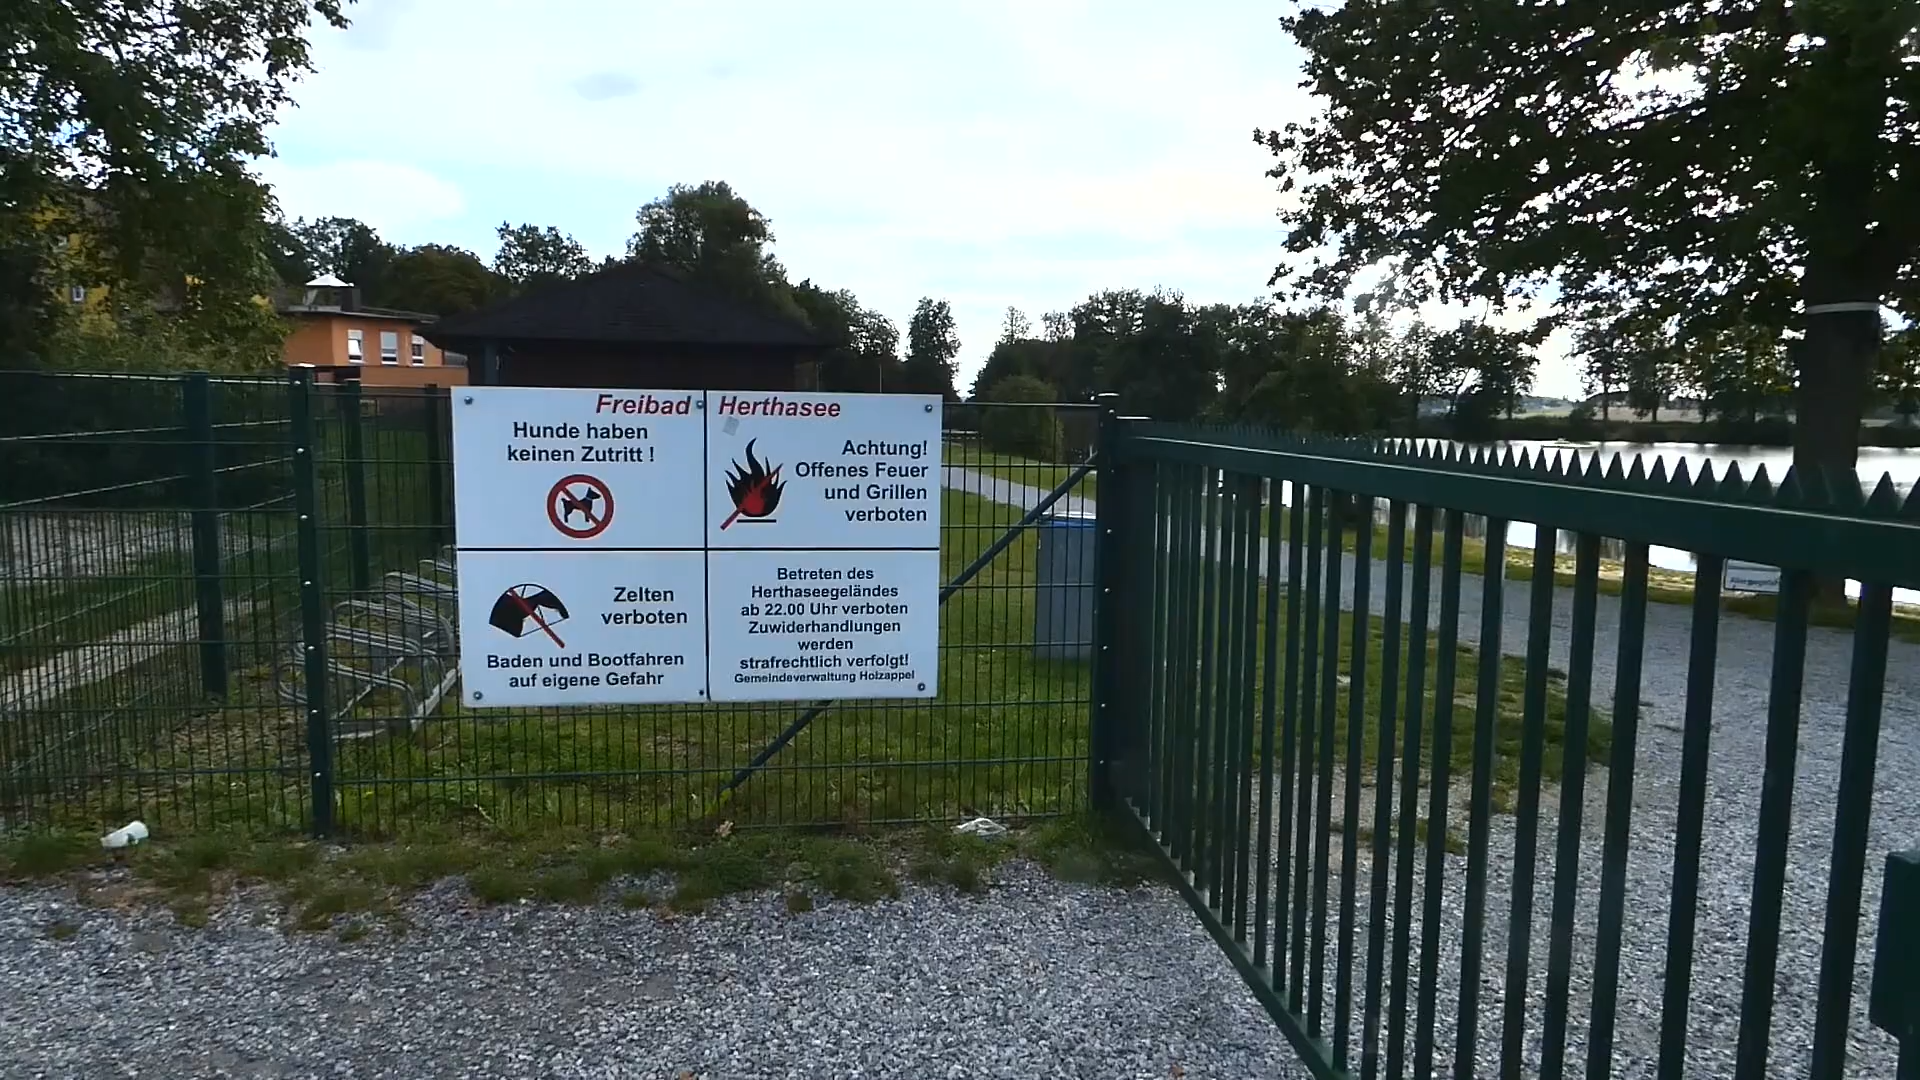 Freibad Herthasee
Hunde haben
keinen Zutritt !
Achtung!
Offenes Feuer
und Grillen
verboten
Zelten
verboten
Baden und Bootfahren
auf eigene Gefahr
Betreten des
Herthaseegeländes
ab 22.00 Uhr verboten
Zuwiderhandlungen
werden
strafrechtlich verfolgt!
Gemeindeverwaltung Holzappel